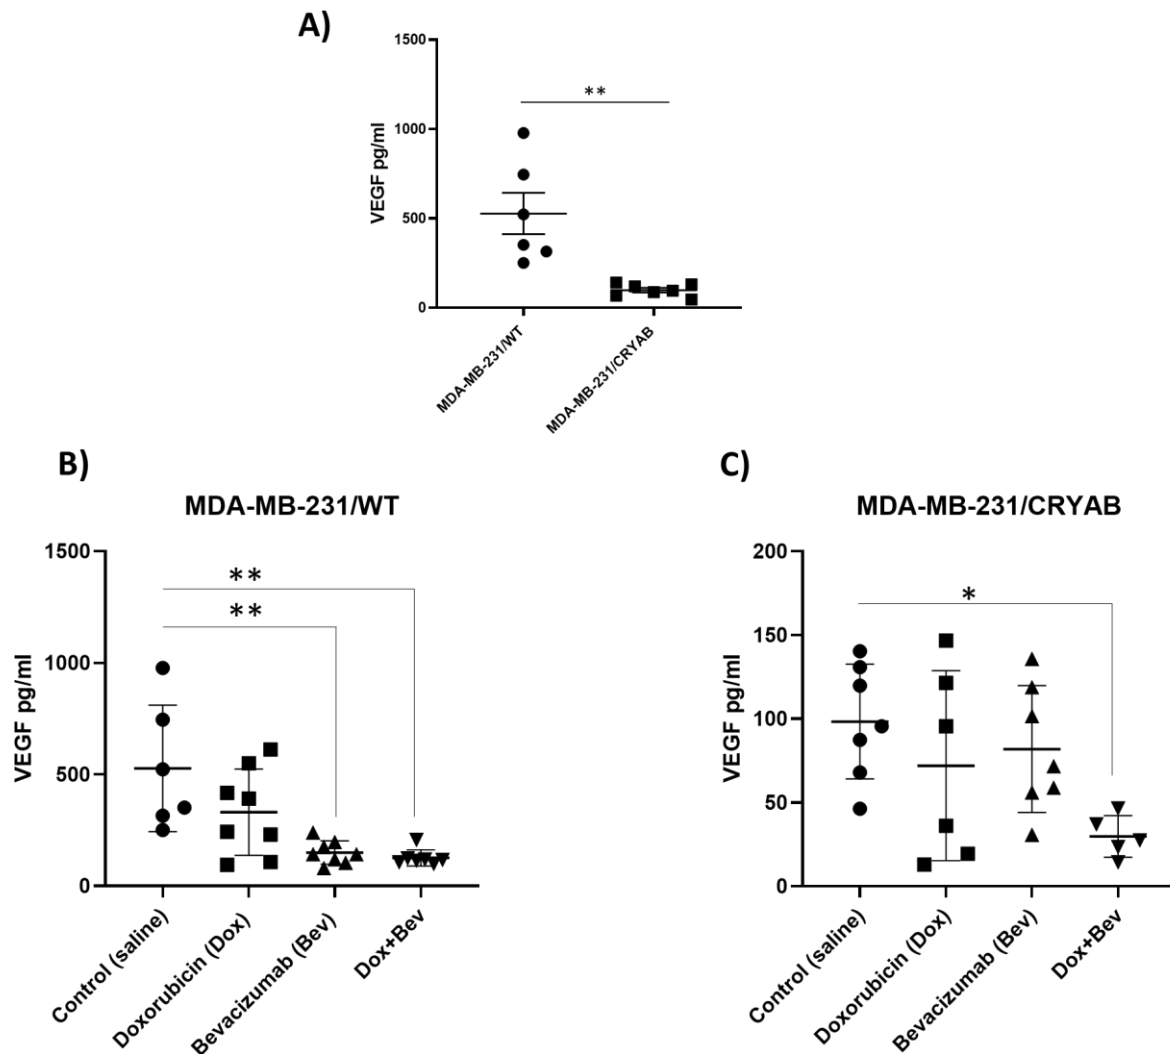 A)
1500
1000
500
0
VEGF pg/ml
**
MDA-MB-231/WT
MDA-MB-231/CRYAB
B)
MDA-MB-231/WT
1500
1000
500
0
VEGF pg/ml
**
**
Control (saline)
Doxorubicin (Dox)
Bevacizumab (Bev)
Dox+Bev
C)
MDA-MB-231/CRYAB
200
150
100
50
0
VEGF pg/ml
*
Control (saline)
Doxorubicin (Dox)
Bevacizumab (Bev)
Dox+Bev